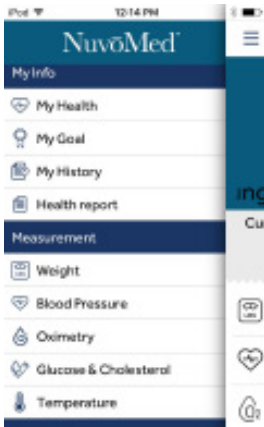 iPod 12:14 PM
NuvōMed
My Info
My Health
My Goal
My History
Health report
Measurement
Weight
Blood Pressure
Oximetry
Glucose & Cholesterol
Temperature
ing
Cu